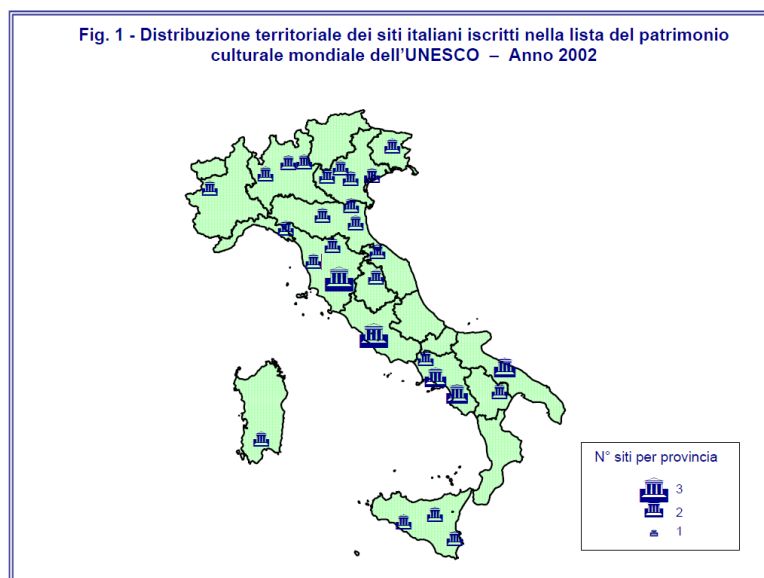 Fig. 1 - Distribuzione territoriale dei siti italiani iscritti nella lista del patrimonio
culturale mondiale dell'UNESCO – Anno 2002
N° siti per provincia
3
2
1